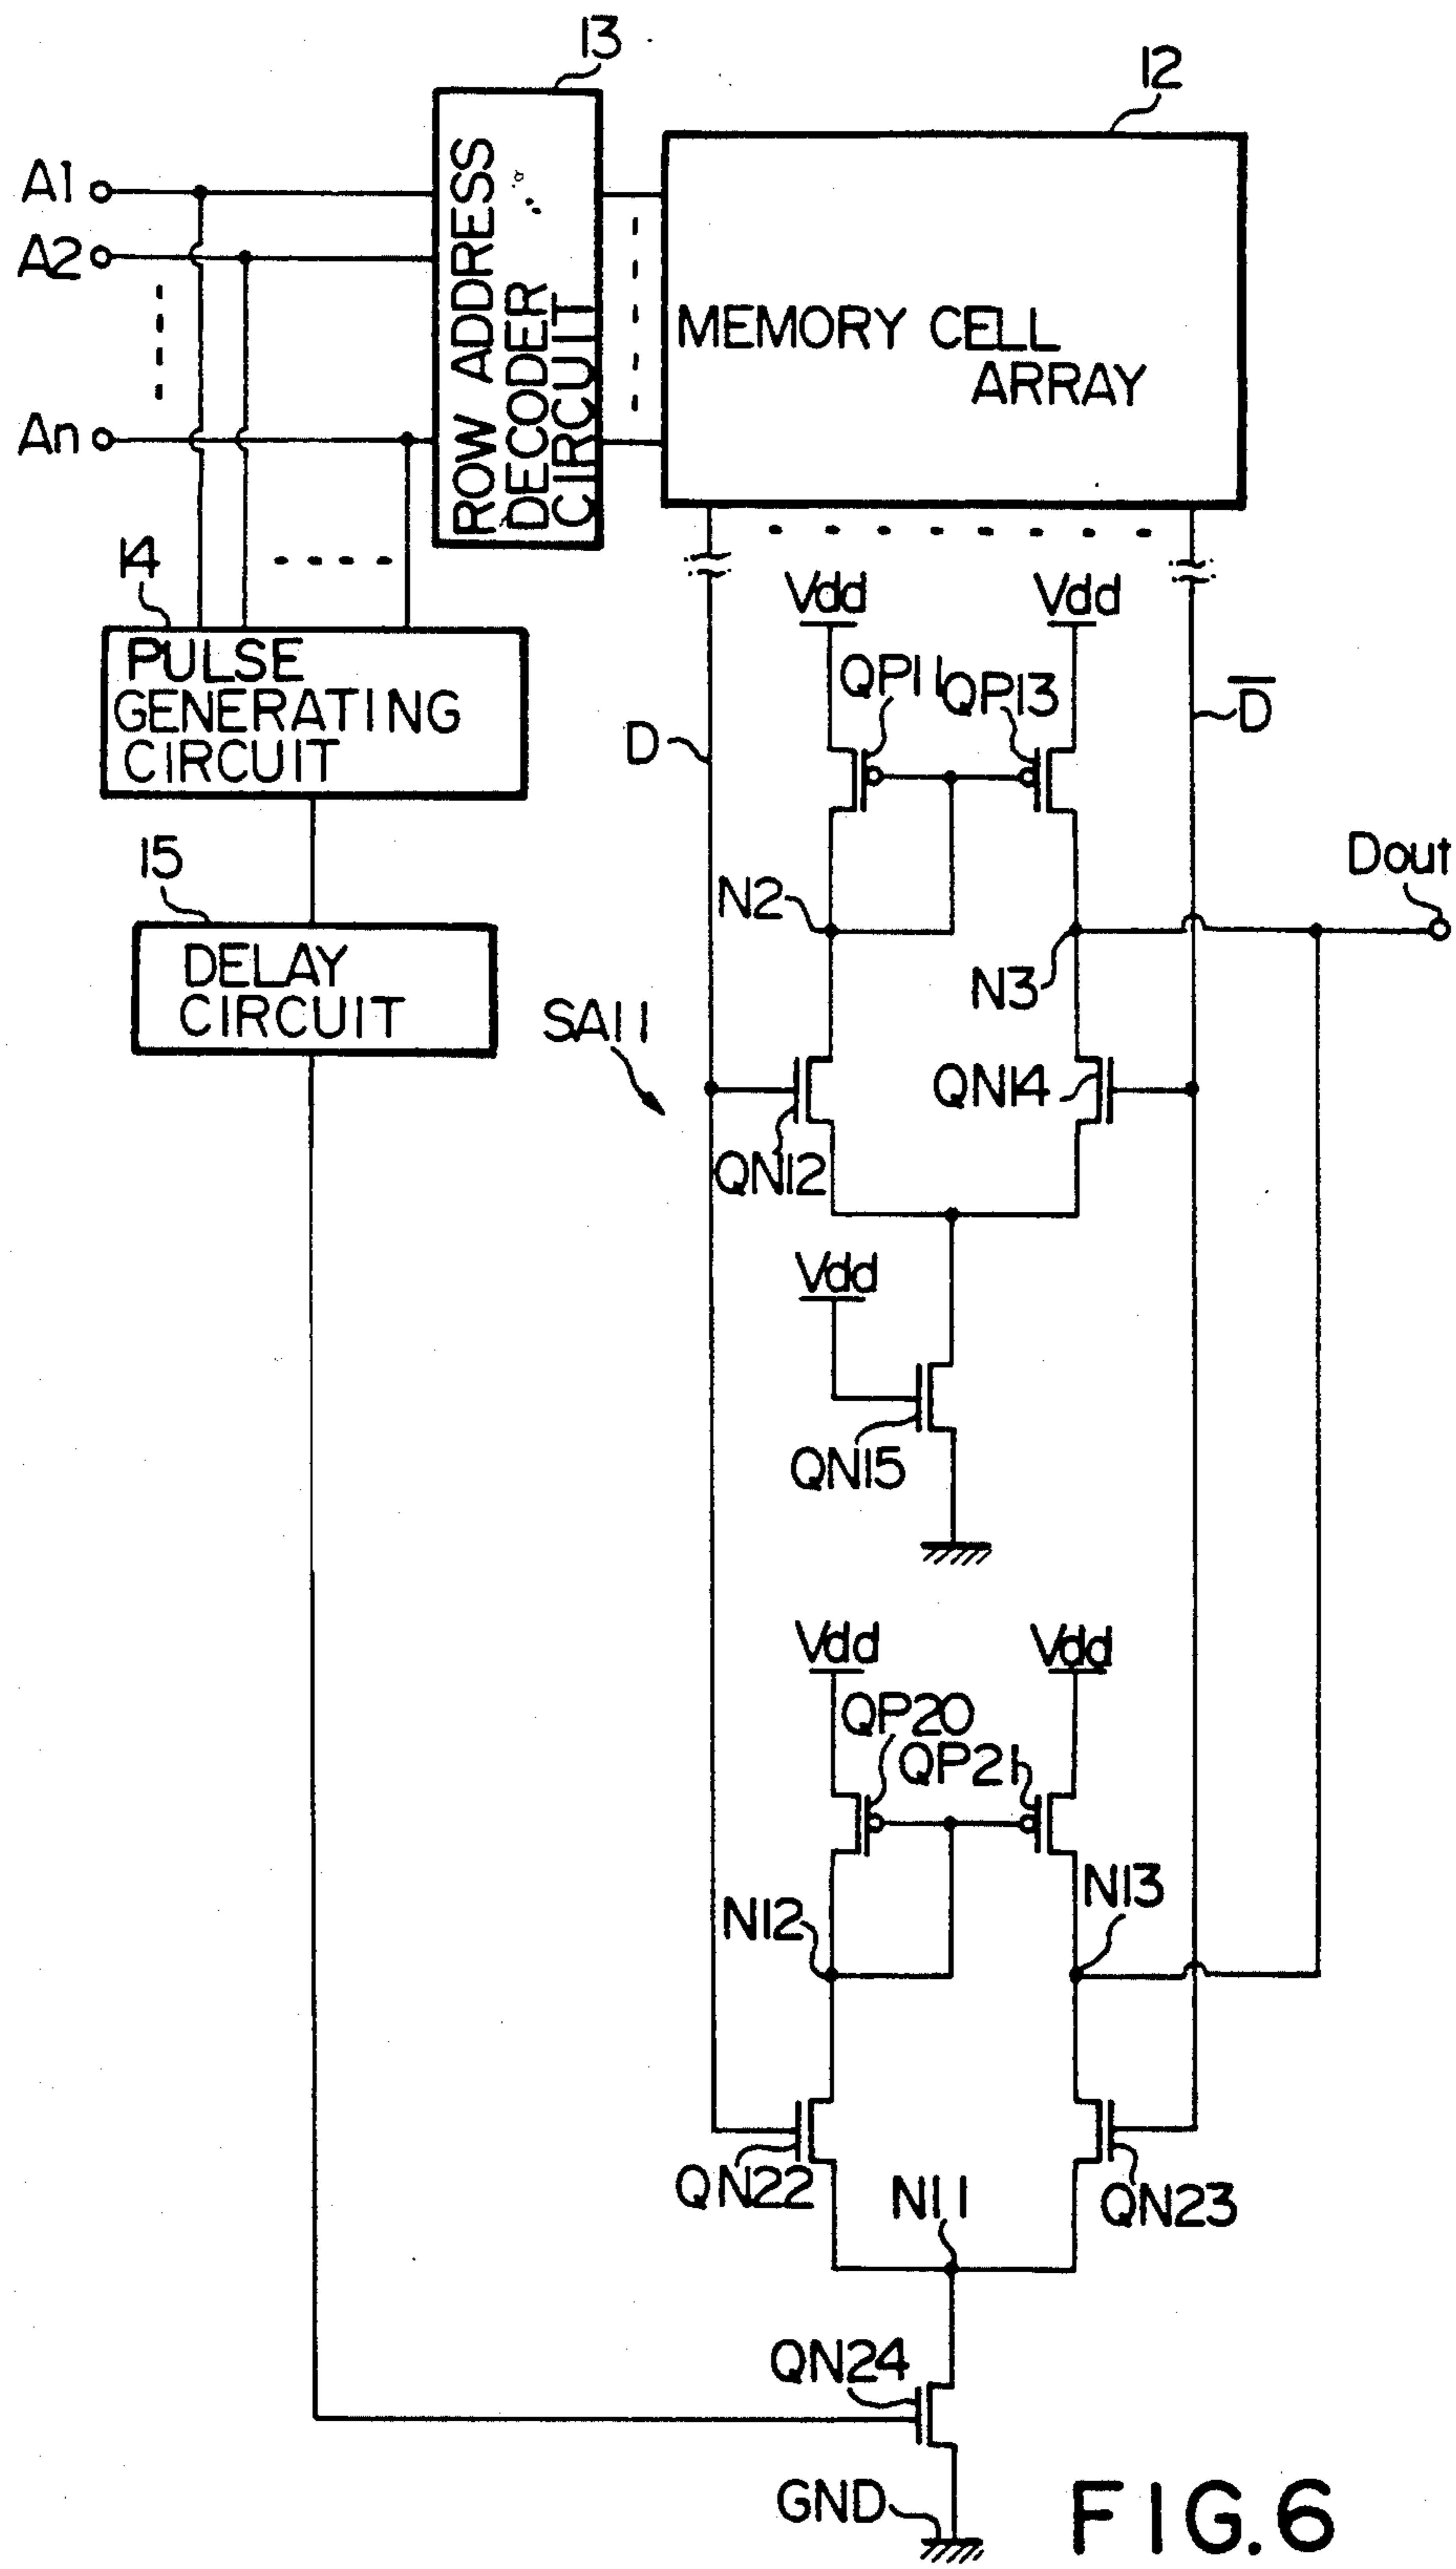 13
12
A1
A2
An
ROW ADDRESS
DECODER
CIRCUIT
MEMORY CELL
ARRAY
14
PULSE
GENERATING
CIRCUIT
Vdd
Vdd
QP11
QP13
D
D̅
15
DELAY
CIRCUIT
N2
N3
Dout
SA11
QN14
QN12
Vdd
QN15
Vdd
Vdd
QP20
QP21
N12
N13
QN22
N11
QN23
QN24
GND
FIG.6